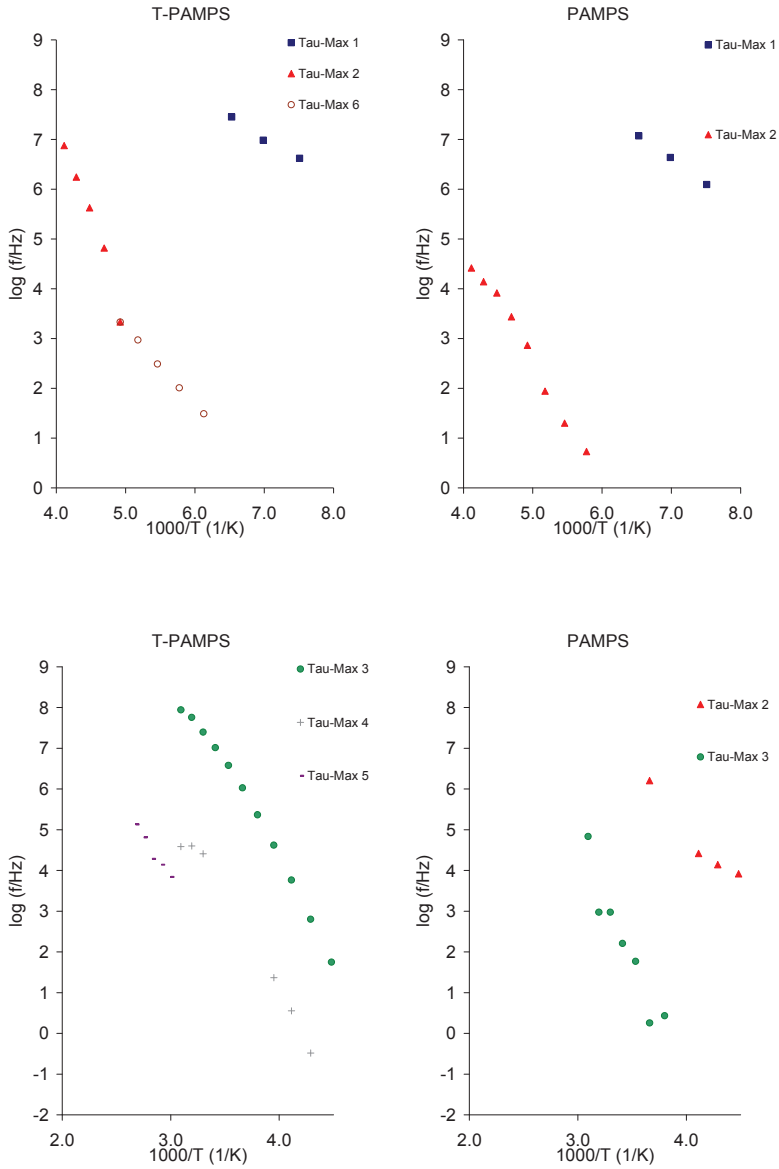 T-PAMPS
9
8
7
6
5
4
3
2
1
0
log (f/Hz)
4.0 5.0 6.0 7.0 8.0
1000/T (1/K)
Tau-Max 1
Tau-Max 2
Tau-Max 6
PAMPS
9
8
7
6
5
4
3
2
1
0
log (f/Hz)
4.0 5.0 6.0 7.0 8.0
1000/T (1/K)
Tau-Max 1
Tau-Max 2
T-PAMPS
9
8
7
6
5
4
3
2
1
0
-1
-2
log (f/Hz)
2.0 3.0 4.0
1000/T (1/K)
Tau-Max 3
Tau-Max 4
Tau-Max 5
PAMPS
9
8
7
6
5
4
3
2
1
0
-1
-2
log (f/Hz)
2.0 3.0 4.0
1000/T (1/K)
Tau-Max 2
Tau-Max 3